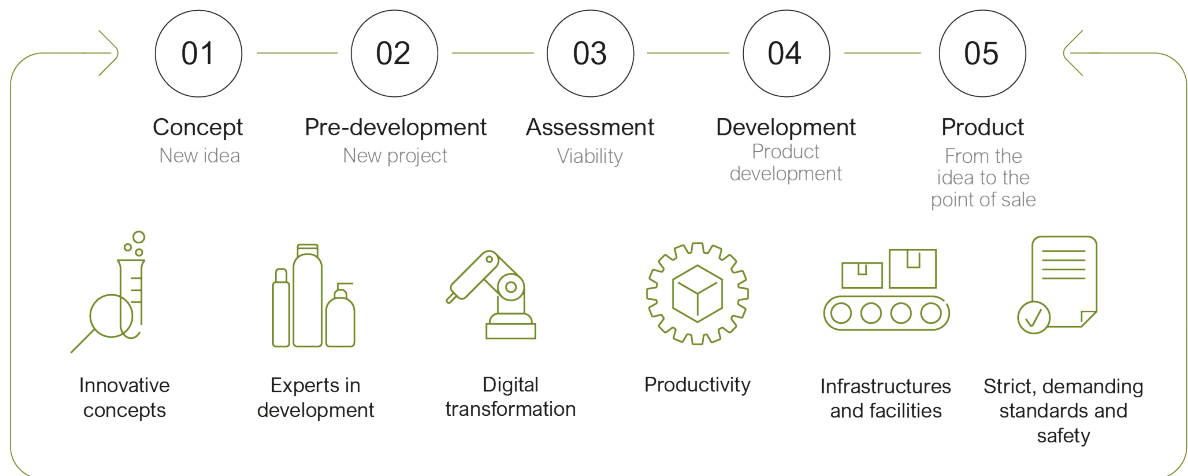 01
02
03
04
05
Concept
New idea
Pre-development
New project
Assessment
Viability
Development
Product
development
Product
From the
idea to the
point of sale
Innovative
concepts
Experts in
development
Digital
transformation
Productivity
Infrastructures
and facilities
Strict, demanding
standards and
safety